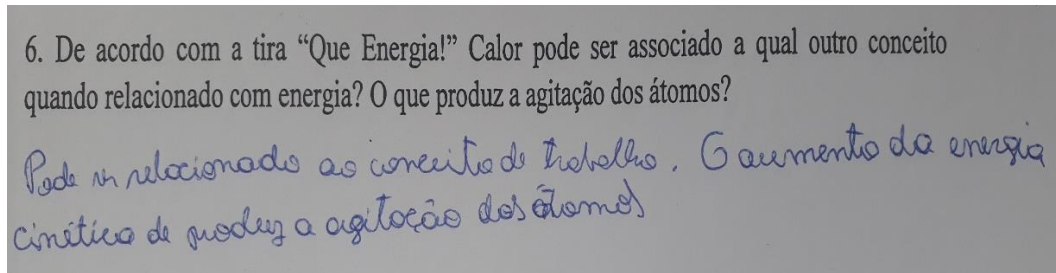 6. De acordo com a tira “Que Energia!” Calor pode ser associado a qual outro conceito
quando relacionado com energia? O que produz a agitação dos átomos?
Pode ser relacionado ao conceito de trabalho. O aumento da energia
cinética de produz a agitação dos átomos